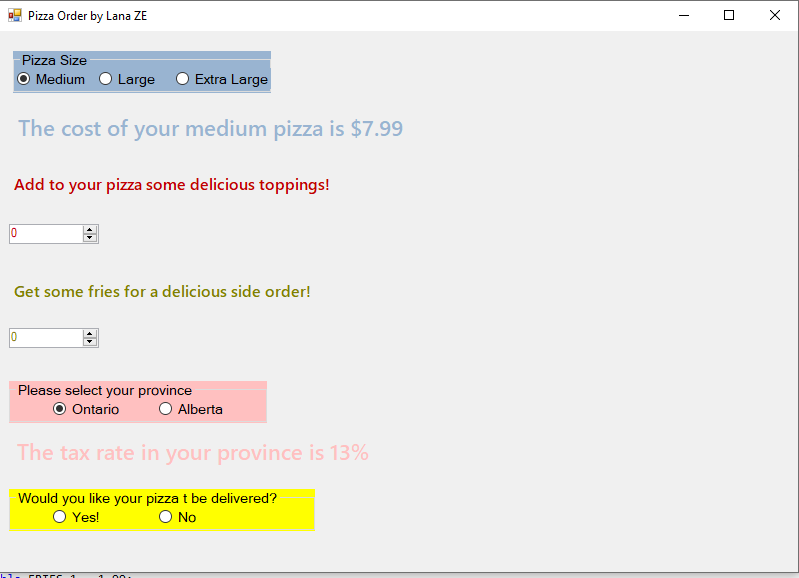 Pizza Order by Lana ZE
Pizza Size
Medium Large Extra Large
The cost of your medium pizza is $7.99
Add to your pizza some delicious toppings!
0
Get some fries for a delicious side order!
0
Please select your province
Ontario Alberta
The tax rate in your province is 13%
Would you like your pizza t be delivered?
Yes! No